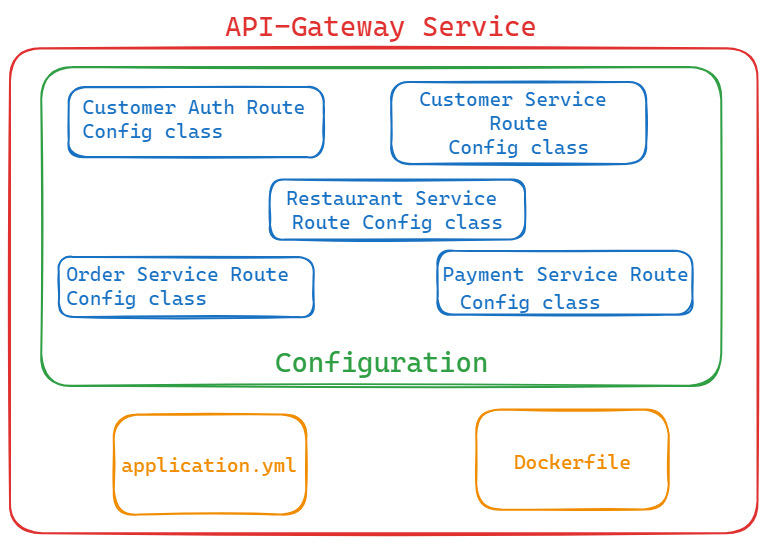 API-Gateway Service
Customer Auth Route
Config class
Customer Service
Route
Config class
Restaurant Service
Route Config class
Order Service Route
Config class
Payment Service Route
Config class
Configuration
application.yml
Dockerfile